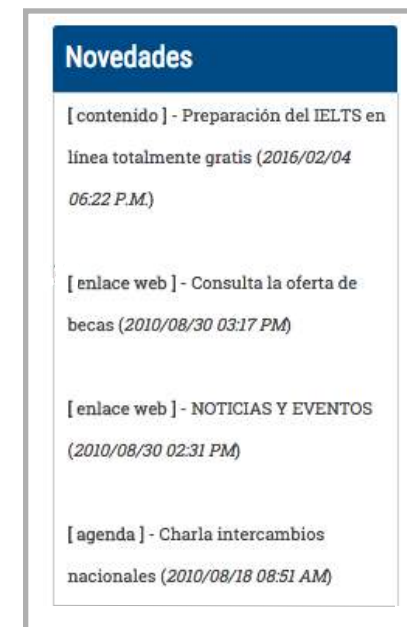 Novedades
[ contenido ] - Preparación del IELTS en
línea totalmente gratis (2016/02/04
06:22 P.M.)
[ enlace web ] - Consulta la oferta de
becas (2010/08/30 03:17 PM)
[ enlace web ] - NOTICIAS Y EVENTOS
(2010/08/30 02:31 PM)
[ agenda ] - Charla intercambios
nacionales (2010/08/18 08:51 AM)